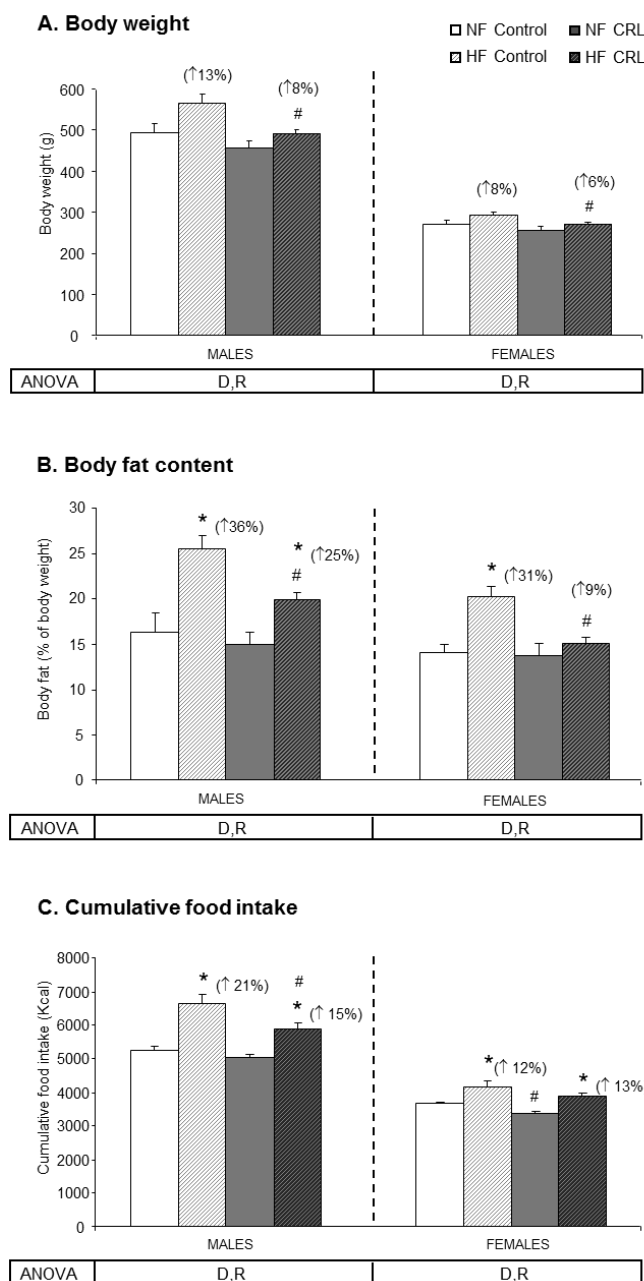 A. Body weight
NF Control NF CRL
HF Control HF CRL
(↑13%) (↑8%)
#
(↑8%) (↑6%)
#
600
500
400
300
200
100
0
Body weight (g)
MALES FEMALES
ANOVA D,R D,R
B. Body fat content
30
25
20
15
10
5
0
Body fat (% of body weight)
* (↑36%)
* (↑25%)
#
* (↑31%)
(↑9%)
#
MALES FEMALES
ANOVA D,R D,R
C. Cumulative food intake
8000
7000
6000
5000
4000
3000
2000
1000
0
Cumulative food intake (Kcal)
* (↑ 21%)
#
* (↑ 15%)
* (↑ 12%)
#
* (↑ 13%
MALES FEMALES
ANOVA D,R D,R